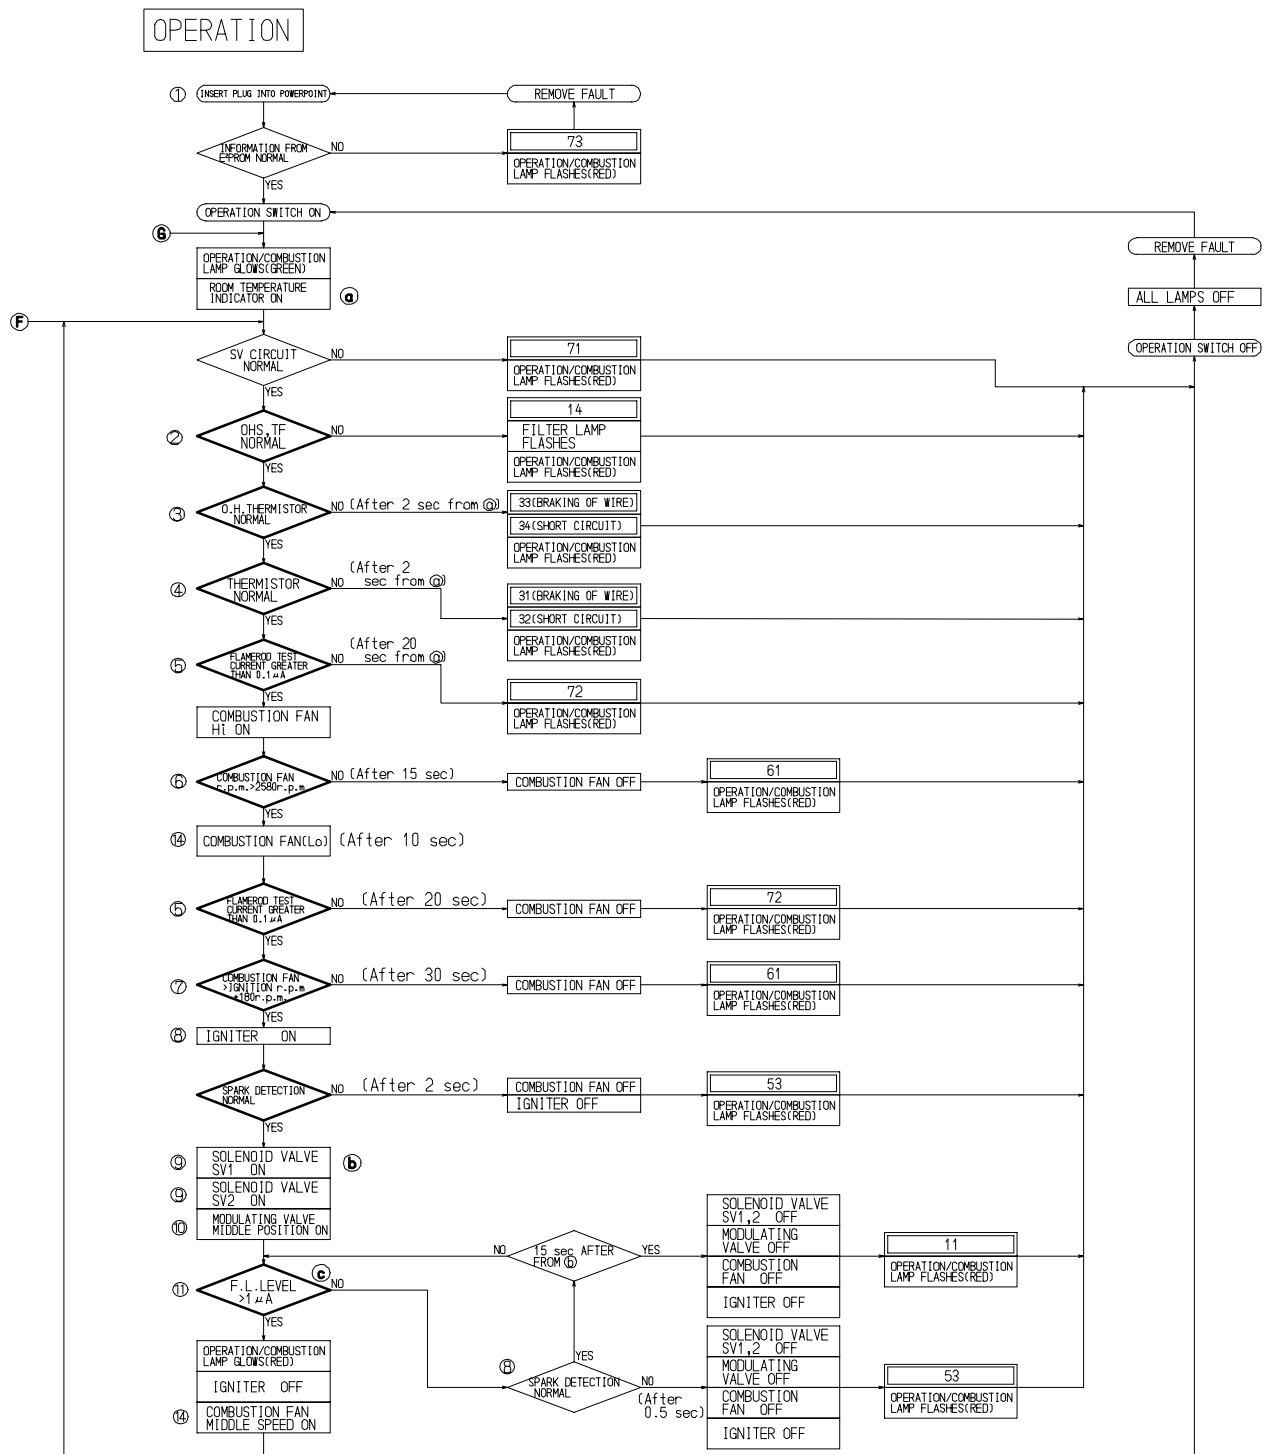 OPERATION
① INSERT PLUG INTO POWERPOINT
REMOVE FAULT
INFORMATION FROM
E²PROM NORMAL
NO
73
OPERATION/COMBUSTION
LAMP FLASHES(RED)
YES
OPERATION SWITCH ON
G
REMOVE FAULT
OPERATION/COMBUSTION
LAMP GLOWS(GREEN)
ROOM TEMPERATURE
INDICATOR ON
ⓐ
ALL LAMPS OFF
F
OPERATION SWITCH OFF
SV CIRCUIT
NORMAL
NO
71
OPERATION/COMBUSTION
LAMP FLASHES(RED)
YES
② OHS,TF
NORMAL
NO
14
FILTER LAMP
FLASHES
OPERATION/COMBUSTION
LAMP FLASHES(RED)
YES
③ O.H.THERMISTOR
NORMAL
NO (After 2 sec from ⓐ)
33(BRAKING OF WIRE)
34(SHORT CIRCUIT)
OPERATION/COMBUSTION
LAMP FLASHES(RED)
YES
④ THERMISTOR
NORMAL
NO
(After 2
sec from ⓐ)
31(BRAKING OF WIRE)
32(SHORT CIRCUIT)
OPERATION/COMBUSTION
LAMP FLASHES(RED)
YES
⑤ FLAMEROD TEST
CURRENT GREATER
THAN 0.1μA
NO
(After 20
sec from ⓐ)
72
OPERATION/COMBUSTION
LAMP FLASHES(RED)
YES
COMBUSTION FAN
Hi ON
⑥ COMBUSTION FAN
r.p.m.>2580r.p.m
NO (After 15 sec)
COMBUSTION FAN OFF
61
OPERATION/COMBUSTION
LAMP FLASHES(RED)
YES
⑭ COMBUSTION FAN(Lo) (After 10 sec)
⑤ FLAMEROD TEST
CURRENT GREATER
THAN 0.1μA
NO (After 20 sec)
COMBUSTION FAN OFF
72
OPERATION/COMBUSTION
LAMP FLASHES(RED)
YES
⑦ COMBUSTION FAN
>IGNITION r.p.m
+180r.p.m.
NO (After 30 sec)
COMBUSTION FAN OFF
61
OPERATION/COMBUSTION
LAMP FLASHES(RED)
YES
⑧ IGNITER ON
SPARK DETECTION
NORMAL
NO (After 2 sec)
COMBUSTION FAN OFF
IGNITER OFF
53
OPERATION/COMBUSTION
LAMP FLASHES(RED)
YES
⑨ SOLENOID VALVE
SV1 ON
ⓑ
⑨ SOLENOID VALVE
SV2 ON
⑩ MODULATING VALVE
MIDDLE POSITION ON
NO
15 sec AFTER
FROM ⓑ
YES
SOLENOID VALVE
SV1,2 OFF
MODULATING
VALVE OFF
COMBUSTION
FAN OFF
IGNITER OFF
11
OPERATION/COMBUSTION
LAMP FLASHES(RED)
ⓒ
⑪ F.L.LEVEL
>1μA
NO
YES
OPERATION/COMBUSTION
LAMP GLOWS(RED)
IGNITER OFF
⑭ COMBUSTION FAN
MIDDLE SPEED ON
YES
⑧ SPARK DETECTION
NORMAL
NO
(After
0.5 sec)
SOLENOID VALVE
SV1,2 OFF
MODULATING
VALVE OFF
COMBUSTION
FAN OFF
IGNITER OFF
53
OPERATION/COMBUSTION
LAMP FLASHES(RED)